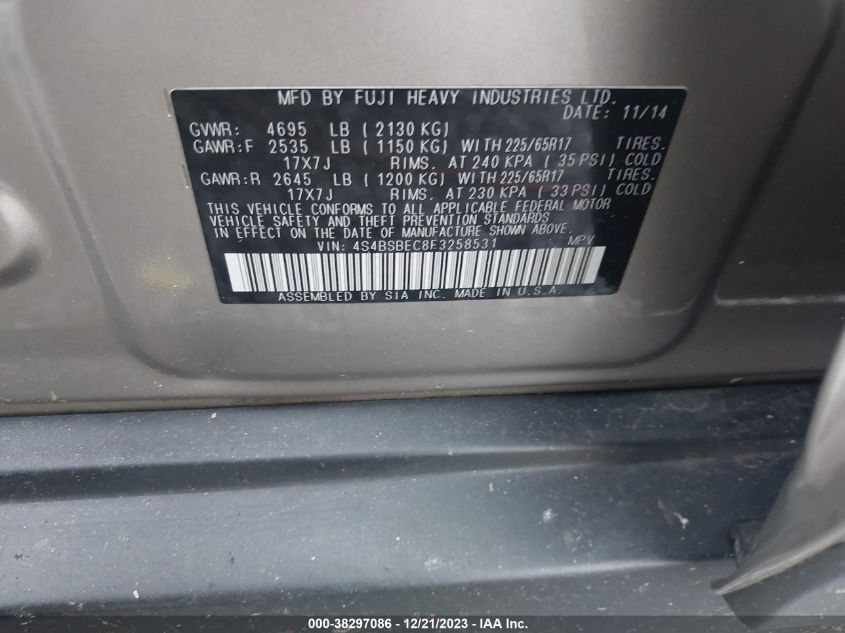 MFD BY FUJI HEAVY INDUSTRIES LTD.
DATE: 11/14
GVWR: 4695 LB ( 2130 KG)
GAWR:F 2535 LB ( 1150 KG) WITH 225/65R17 TIRES.
17X7J RIMS. AT 240 KPA ( 35 PSI) COLD
GAWR:R 2645 LB ( 1200 KG) WITH 225/65R17 TIRES.
17X7J RIMS. AT 230 KPA ( 33 PSI) COLD
THIS VEHICLE CONFORMS TO ALL APPLICABLE FEDERAL MOTOR
VEHICLE SAFETY AND THEFT PREVENTION STANDARDS
IN EFFECT ON THE DATE OF MANUFACTURE SHOWN ABOVE.
VIN: 4S4BSBEC8F3258531 MPV
ASSEMBLED BY SIA INC. MADE IN U.S.A.
000-38297086 - 12/21/2023 - 1271 - IAA Inc.